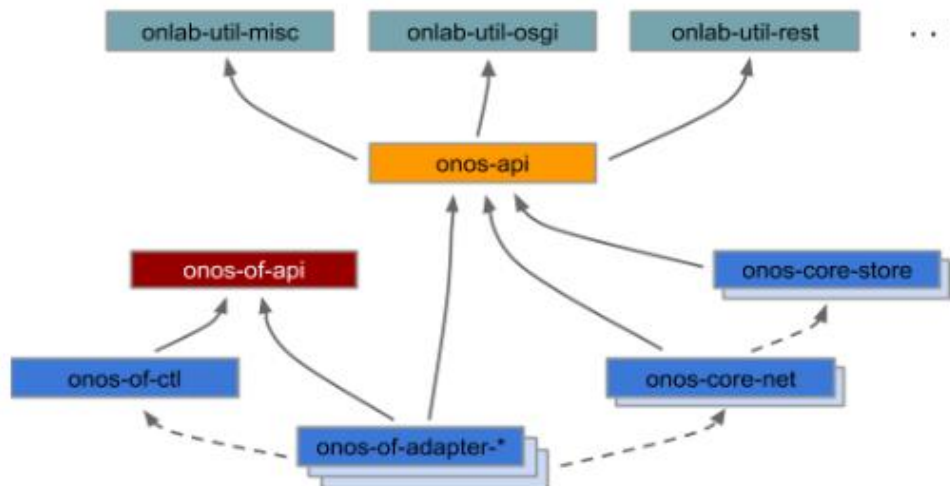 onlab-util-misc
onlab-util-osgi
onlab-util-rest
. .
onos-api
onos-of-api
onos-core-store
onos-of-ctl
onos-core-net
onos-of-adapter-*